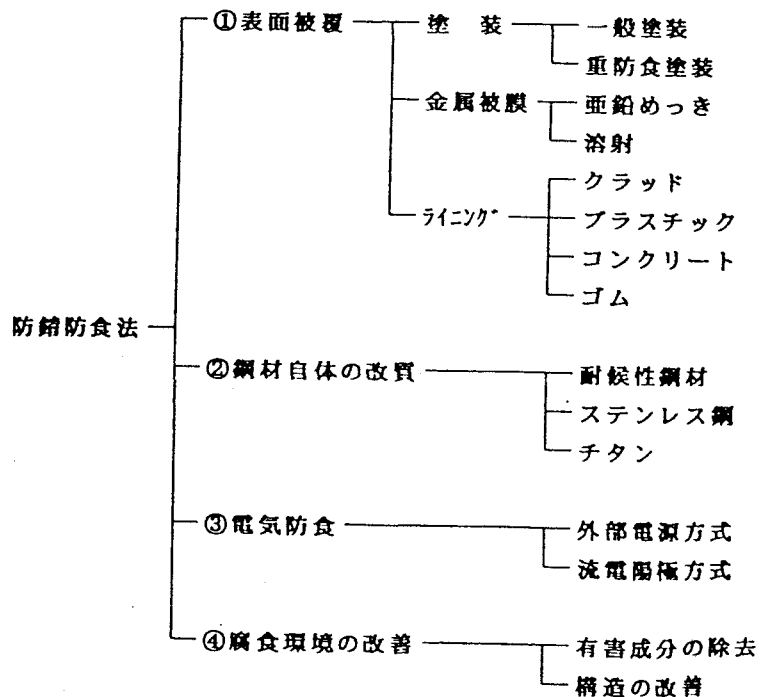 ①表面被覆 塗装 一般塗装
重防食塗装
金属被膜 亜鉛めっき
溶射
クラッド
ライニング プラスチック
コンクリート
ゴム
防錆防食法
②鋼材自体の改質 耐候性鋼材
ステンレス鋼
チタン
③電気防食 外部電源方式
流電陽極方式
④腐食環境の改善 有害成分の除去
構造の改善